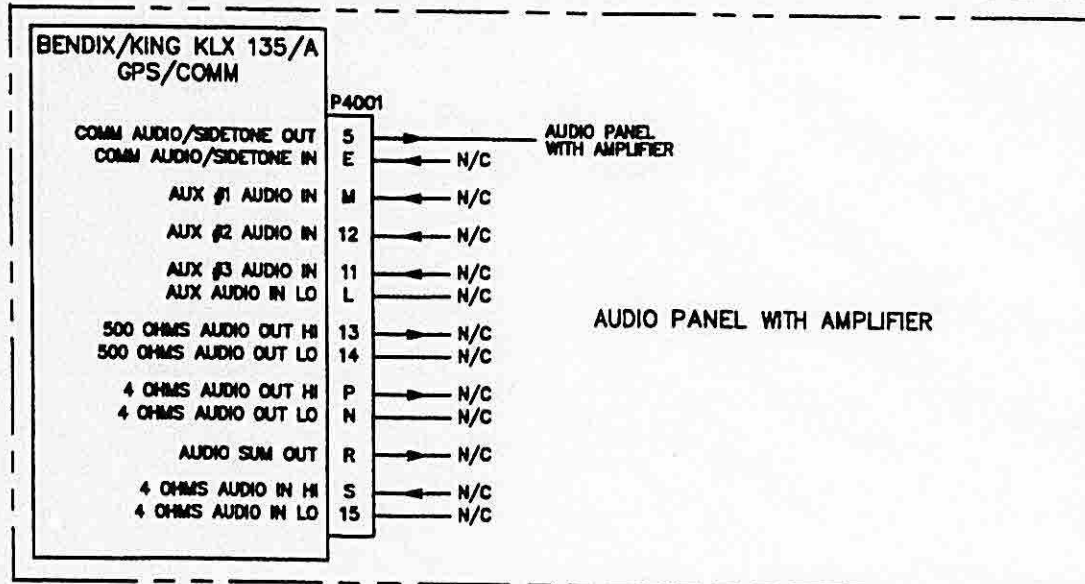 BENDIX/KING KLX 135/A
GPS/COMM
P4001
COMM AUDIO/SIDETONE OUT 5 AUDIO PANEL
WITH AMPLIFIER
COMM AUDIO/SIDETONE IN E N/C
AUX #1 AUDIO IN M N/C
AUX #2 AUDIO IN 12 N/C
AUX #3 AUDIO IN 11 N/C
AUX AUDIO IN LO L N/C
500 OHMS AUDIO OUT HI 13 N/C
500 OHMS AUDIO OUT LO 14 N/C
4 OHMS AUDIO OUT HI P N/C
4 OHMS AUDIO OUT LO N N/C
AUDIO SUM OUT R N/C
4 OHMS AUDIO IN HI S N/C
4 OHMS AUDIO IN LO 15 N/C
AUDIO PANEL WITH AMPLIFIER